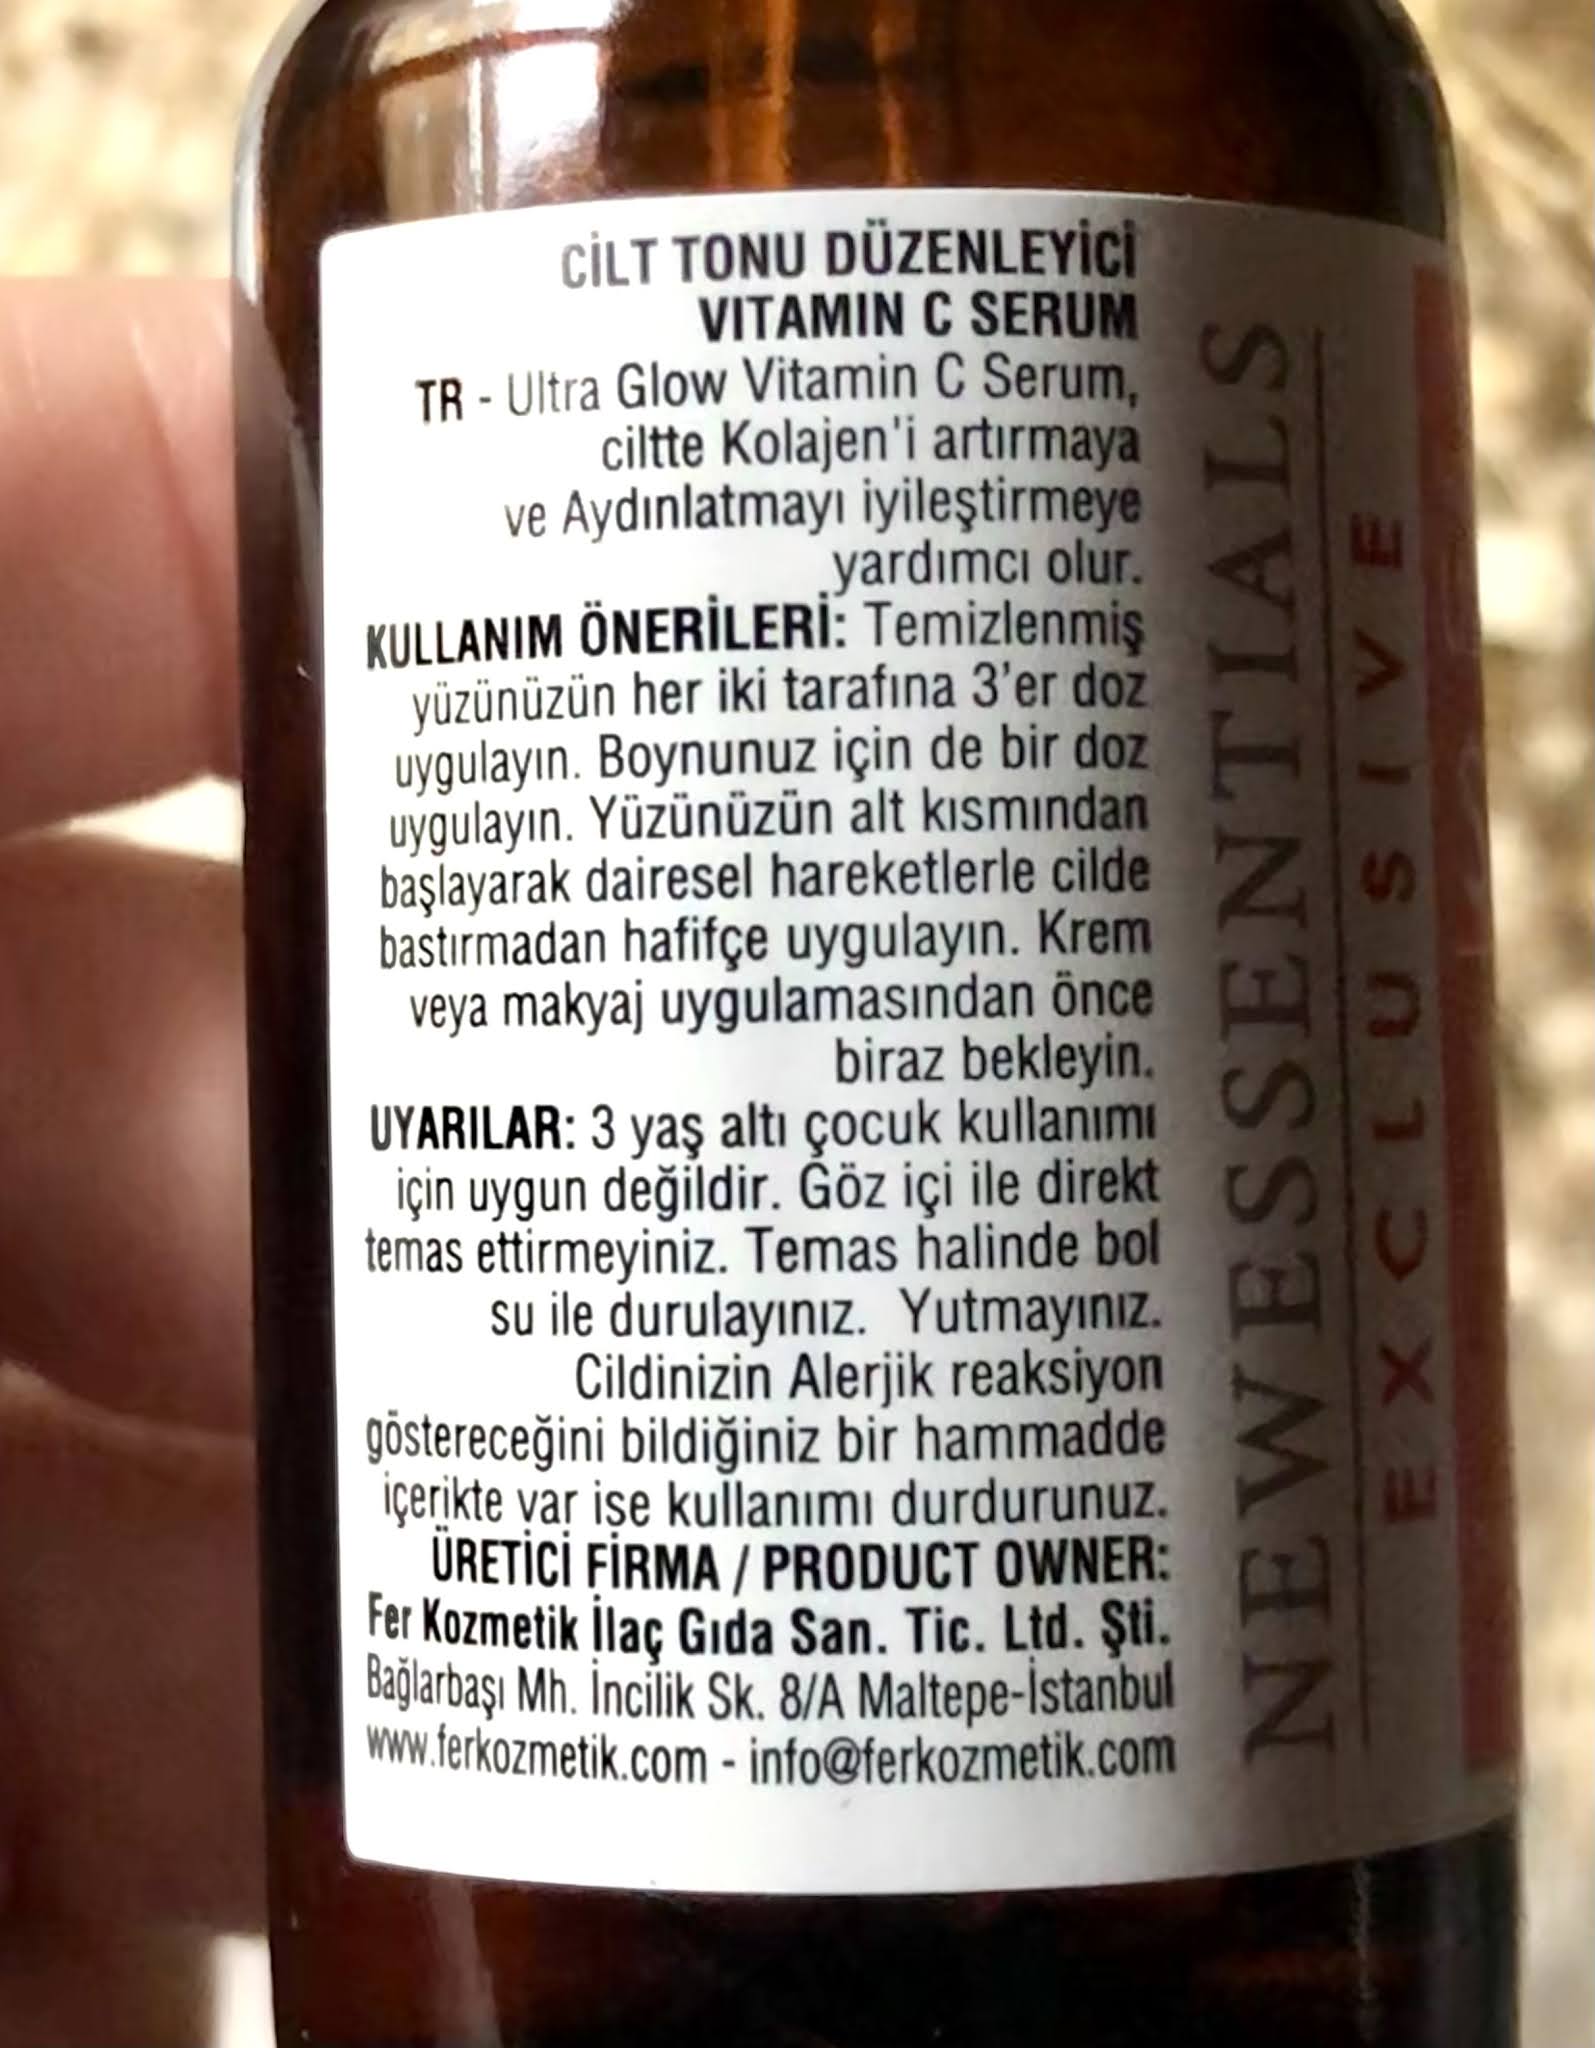 CİLT TONU DÜZENLEYİCİ
VITAMIN C SERUM
TR - Ultra Glow Vitamin C Serum,
ciltte Kolajen'i artırmaya
ve Aydınlatmayı iyileştirmeye
yardımcı olur.
KULLANIM ÖNERİLERİ: Temizlenmiş
yüzünüzün her iki tarafına 3'er doz
uygulayın. Boynunuz için de bir doz
uygulayın. Yüzünüzün alt kısmından
başlayarak dairesel hareketlerle cilde
bastırmadan hafifçe uygulayın. Krem
veya makyaj uygulamasından önce
biraz bekleyin.
UYARILAR: 3 yaş altı çocuk kullanımı
için uygun değildir. Göz içi ile direkt
temas ettirmeyiniz. Temas halinde bol
su ile durulayınız. Yutmayınız.
Cildinizin Alerjik reaksiyon
göstereceğini bildiğiniz bir hammadde
içerikte var ise kullanımı durdurunuz.
ÜRETİCİ FİRMA / PRODUCT OWNER:
Fer Kozmetik İlaç Gıda San. Tic. Ltd. Şti.
Bağlarbaşı Mh. İncilik Sk. 8/A Maltepe-İstanbul
www.ferkozmetik.com - info@ferkozmetik.com
NEWESSENTIALS
EXCLUSIVE